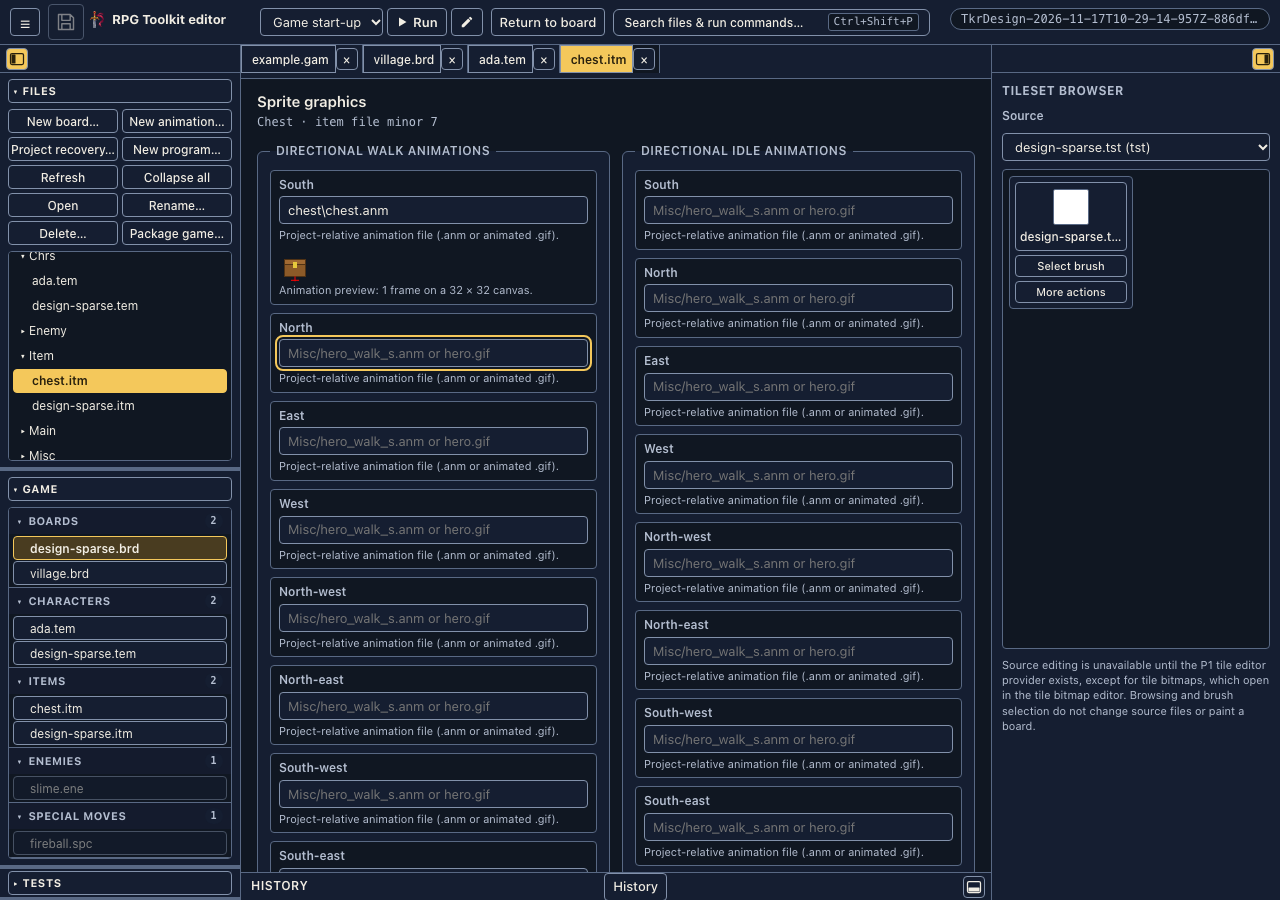 RPG Toolkit editor
Game start-up
Run
Return to board
Search files & run commands...
Ctrl+Shift+P
TkrDesign-2026-11-17T10-29-14-957Z-886df…
FILES
New board...
New animation...
Project recovery...
New program...
Refresh
Collapse all
Open
Rename...
Delete...
Package game...
Chrs
ada.tem
design-sparse.tem
Enemy
Item
chest.itm
design-sparse.itm
Main
Misc
GAME
BOARDS 2
design-sparse.brd
village.brd
CHARACTERS 2
ada.tem
design-sparse.tem
ITEMS 2
chest.itm
design-sparse.itm
ENEMIES 1
slime.ene
SPECIAL MOVES 1
fireball.spc
TESTS
example.gam ×
village.brd ×
ada.tem ×
chest.itm ×
Sprite graphics
Chest · item file minor 7
DIRECTIONAL WALK ANIMATIONS
South
chest\chest.anm
Project-relative animation file (.anm or animated .gif).
Animation preview: 1 frame on a 32 × 32 canvas.
North
Misc/hero_walk_s.anm or hero.gif
Project-relative animation file (.anm or animated .gif).
East
Misc/hero_walk_s.anm or hero.gif
Project-relative animation file (.anm or animated .gif).
West
Misc/hero_walk_s.anm or hero.gif
Project-relative animation file (.anm or animated .gif).
North-west
Misc/hero_walk_s.anm or hero.gif
Project-relative animation file (.anm or animated .gif).
North-east
Misc/hero_walk_s.anm or hero.gif
Project-relative animation file (.anm or animated .gif).
South-west
Misc/hero_walk_s.anm or hero.gif
Project-relative animation file (.anm or animated .gif).
South-east
DIRECTIONAL IDLE ANIMATIONS
South
Misc/hero_walk_s.anm or hero.gif
Project-relative animation file (.anm or animated .gif).
North
Misc/hero_walk_s.anm or hero.gif
Project-relative animation file (.anm or animated .gif).
East
Misc/hero_walk_s.anm or hero.gif
Project-relative animation file (.anm or animated .gif).
West
Misc/hero_walk_s.anm or hero.gif
Project-relative animation file (.anm or animated .gif).
North-west
Misc/hero_walk_s.anm or hero.gif
Project-relative animation file (.anm or animated .gif).
North-east
Misc/hero_walk_s.anm or hero.gif
Project-relative animation file (.anm or animated .gif).
South-west
Misc/hero_walk_s.anm or hero.gif
Project-relative animation file (.anm or animated .gif).
South-east
Misc/hero_walk_s.anm or hero.gif
Project-relative animation file (.anm or animated .gif).
HISTORY
History
TILESET BROWSER
Source
design-sparse.tst (tst)
design-sparse.t...
Select brush
More actions
Source editing is unavailable until the P1 tile editor
provider exists, except for tile bitmaps, which open
in the tile bitmap editor. Browsing and brush
selection do not change source files or paint a
board.